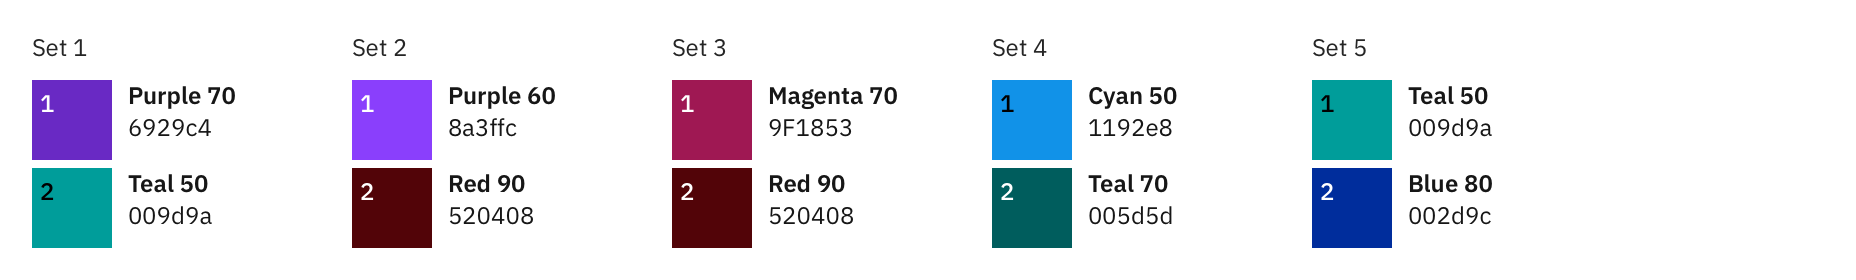 Set 1
1
Purple 70
6929c4
2
Teal 50
009d9a
Set 2
1
Purple 60
8a3ffc
2
Red 90
520408
Set 3
1
Magenta 70
9F1853
2
Red 90
520408
Set 4
1
Cyan 50
1192e8
2
Teal 70
005d5d
Set 5
1
Teal 50
009d9a
2
Blue 80
002d9c